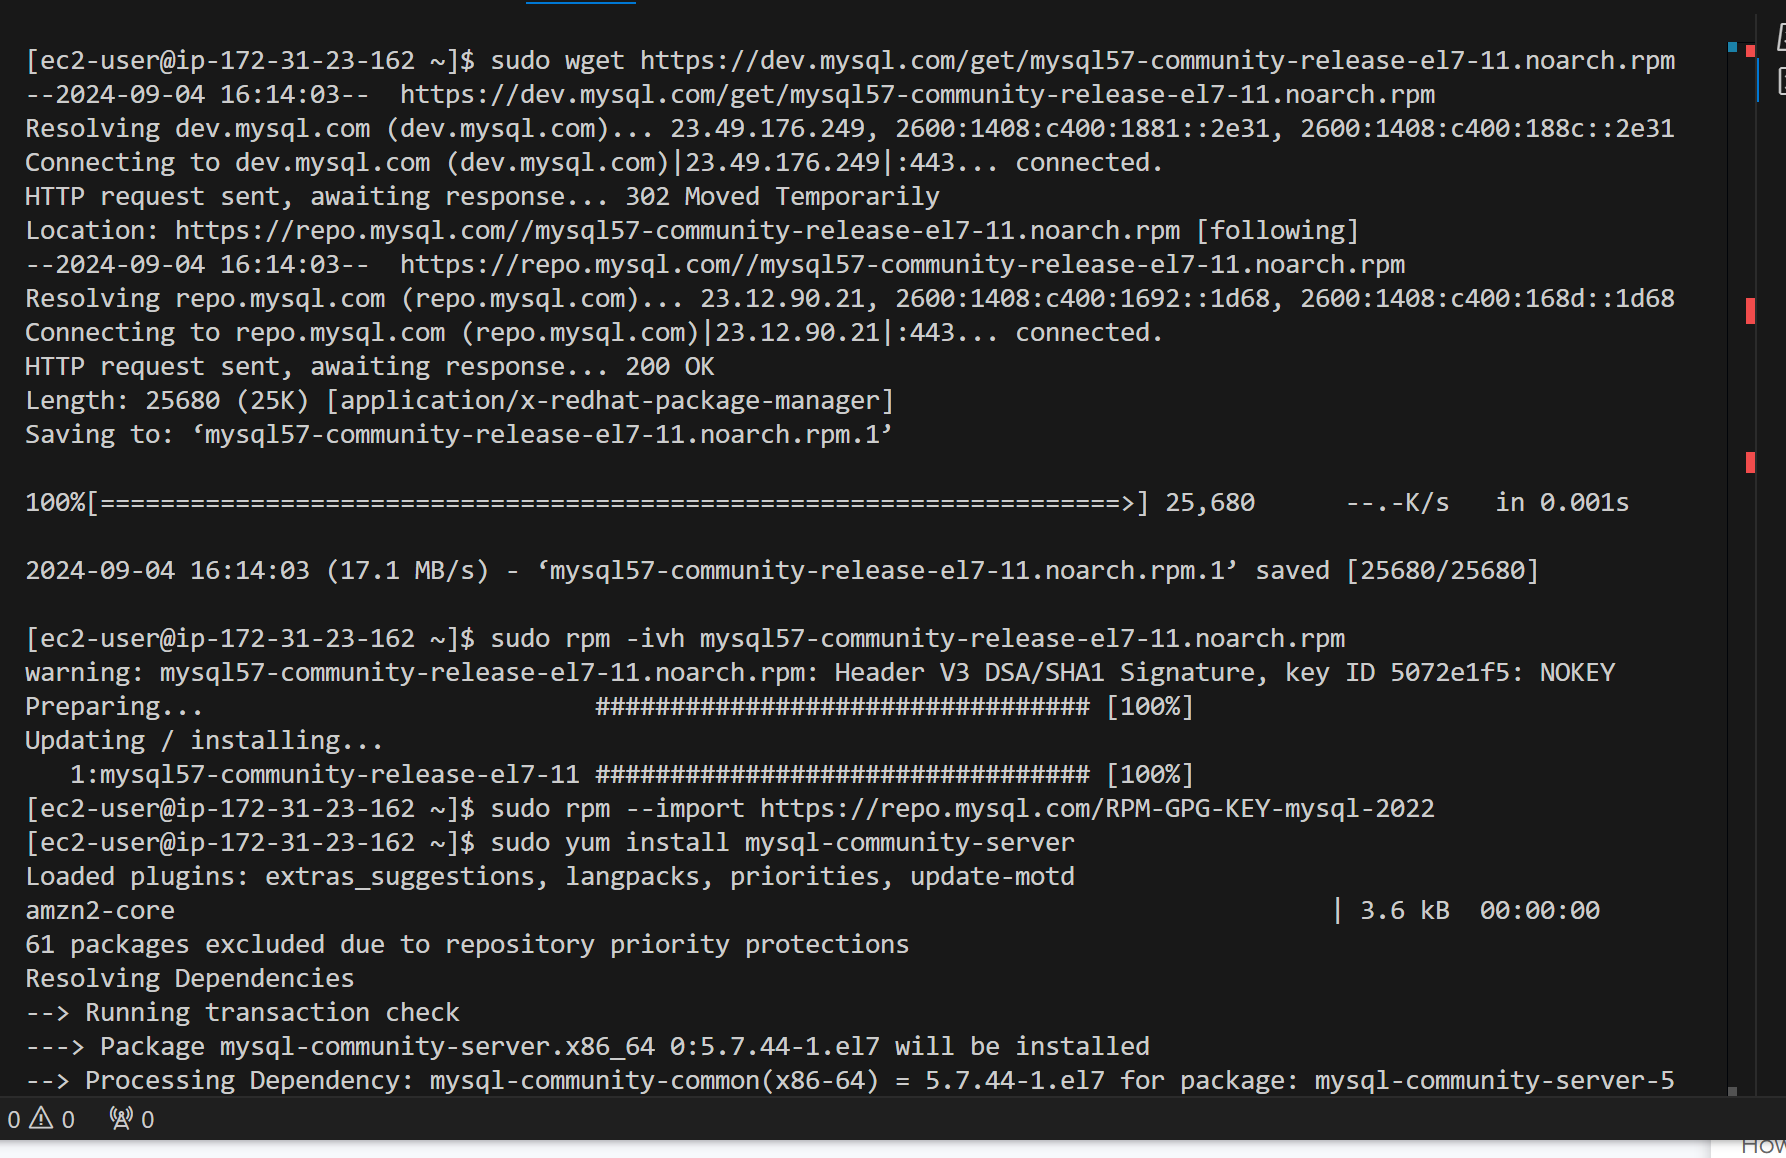 [ec2-user@ip-172-31-23-162 ~]$ sudo wget https://dev.mysql.com/get/mysql57-community-release-el7-11.noarch.rpm
--2024-09-04 16:14:03--  https://dev.mysql.com/get/mysql57-community-release-el7-11.noarch.rpm
Resolving dev.mysql.com (dev.mysql.com)... 23.49.176.249, 2600:1408:c400:1881::2e31, 2600:1408:c400:188c::2e31
Connecting to dev.mysql.com (dev.mysql.com)|23.49.176.249|:443... connected.
HTTP request sent, awaiting response... 302 Moved Temporarily
Location: https://repo.mysql.com//mysql57-community-release-el7-11.noarch.rpm [following]
--2024-09-04 16:14:03--  https://repo.mysql.com//mysql57-community-release-el7-11.noarch.rpm
Resolving repo.mysql.com (repo.mysql.com)... 23.12.90.21, 2600:1408:c400:1692::1d68, 2600:1408:c400:168d::1d68
Connecting to repo.mysql.com (repo.mysql.com)|23.12.90.21|:443... connected.
HTTP request sent, awaiting response... 200 OK
Length: 25680 (25K) [application/x-redhat-package-manager]
Saving to: ‘mysql57-community-release-el7-11.noarch.rpm.1’
100%[====================================================================>] 25,680      --.-K/s   in 0.001s
2024-09-04 16:14:03 (17.1 MB/s) - ‘mysql57-community-release-el7-11.noarch.rpm.1’ saved [25680/25680]
[ec2-user@ip-172-31-23-162 ~]$ sudo rpm -ivh mysql57-community-release-el7-11.noarch.rpm
warning: mysql57-community-release-el7-11.noarch.rpm: Header V3 DSA/SHA1 Signature, key ID 5072e1f5: NOKEY
Preparing...                          ################################# [100%]
Updating / installing...
   1:mysql57-community-release-el7-11 ################################# [100%]
[ec2-user@ip-172-31-23-162 ~]$ sudo rpm --import https://repo.mysql.com/RPM-GPG-KEY-mysql-2022
[ec2-user@ip-172-31-23-162 ~]$ sudo yum install mysql-community-server
Loaded plugins: extras_suggestions, langpacks, priorities, update-motd
amzn2-core                                                                             | 3.6 kB  00:00:00
61 packages excluded due to repository priority protections
Resolving Dependencies
--> Running transaction check
---> Package mysql-community-server.x86_64 0:5.7.44-1.el7 will be installed
--> Processing Dependency: mysql-community-common(x86-64) = 5.7.44-1.el7 for package: mysql-community-server-5
0 0 0
How